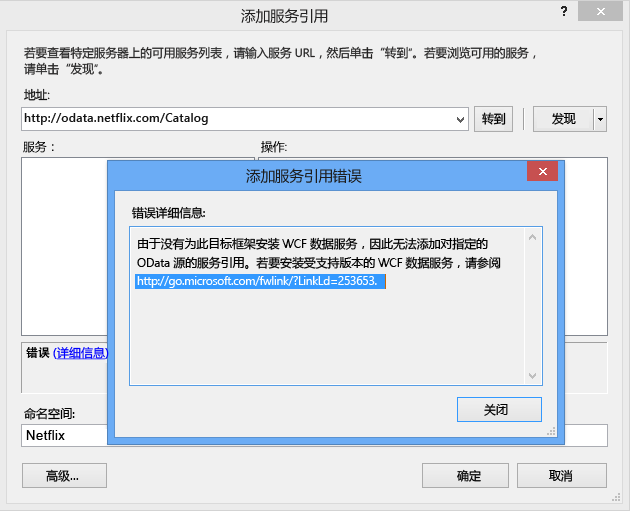 添加服务引用
?
若要查看特定服务器上的可用服务列表，请输入服务 URL，然后单击“转到”。若要浏览可用的服务，
请单击“发现”。
地址:
http://odata.netflix.com/Catalog
转到
发现
服务：
操作:
添加服务引用错误
错误详细信息:
由于没有为此目标框架安装 WCF 数据服务，因此无法添加对指定的
OData 源的服务引用。若要安装受支持版本的 WCF 数据服务，请参阅
http://go.microsoft.com/fwlink/?LinkLd=253653.
错误 (详细信息)
关闭
命名空间:
Netflix
高级...
确定
取消